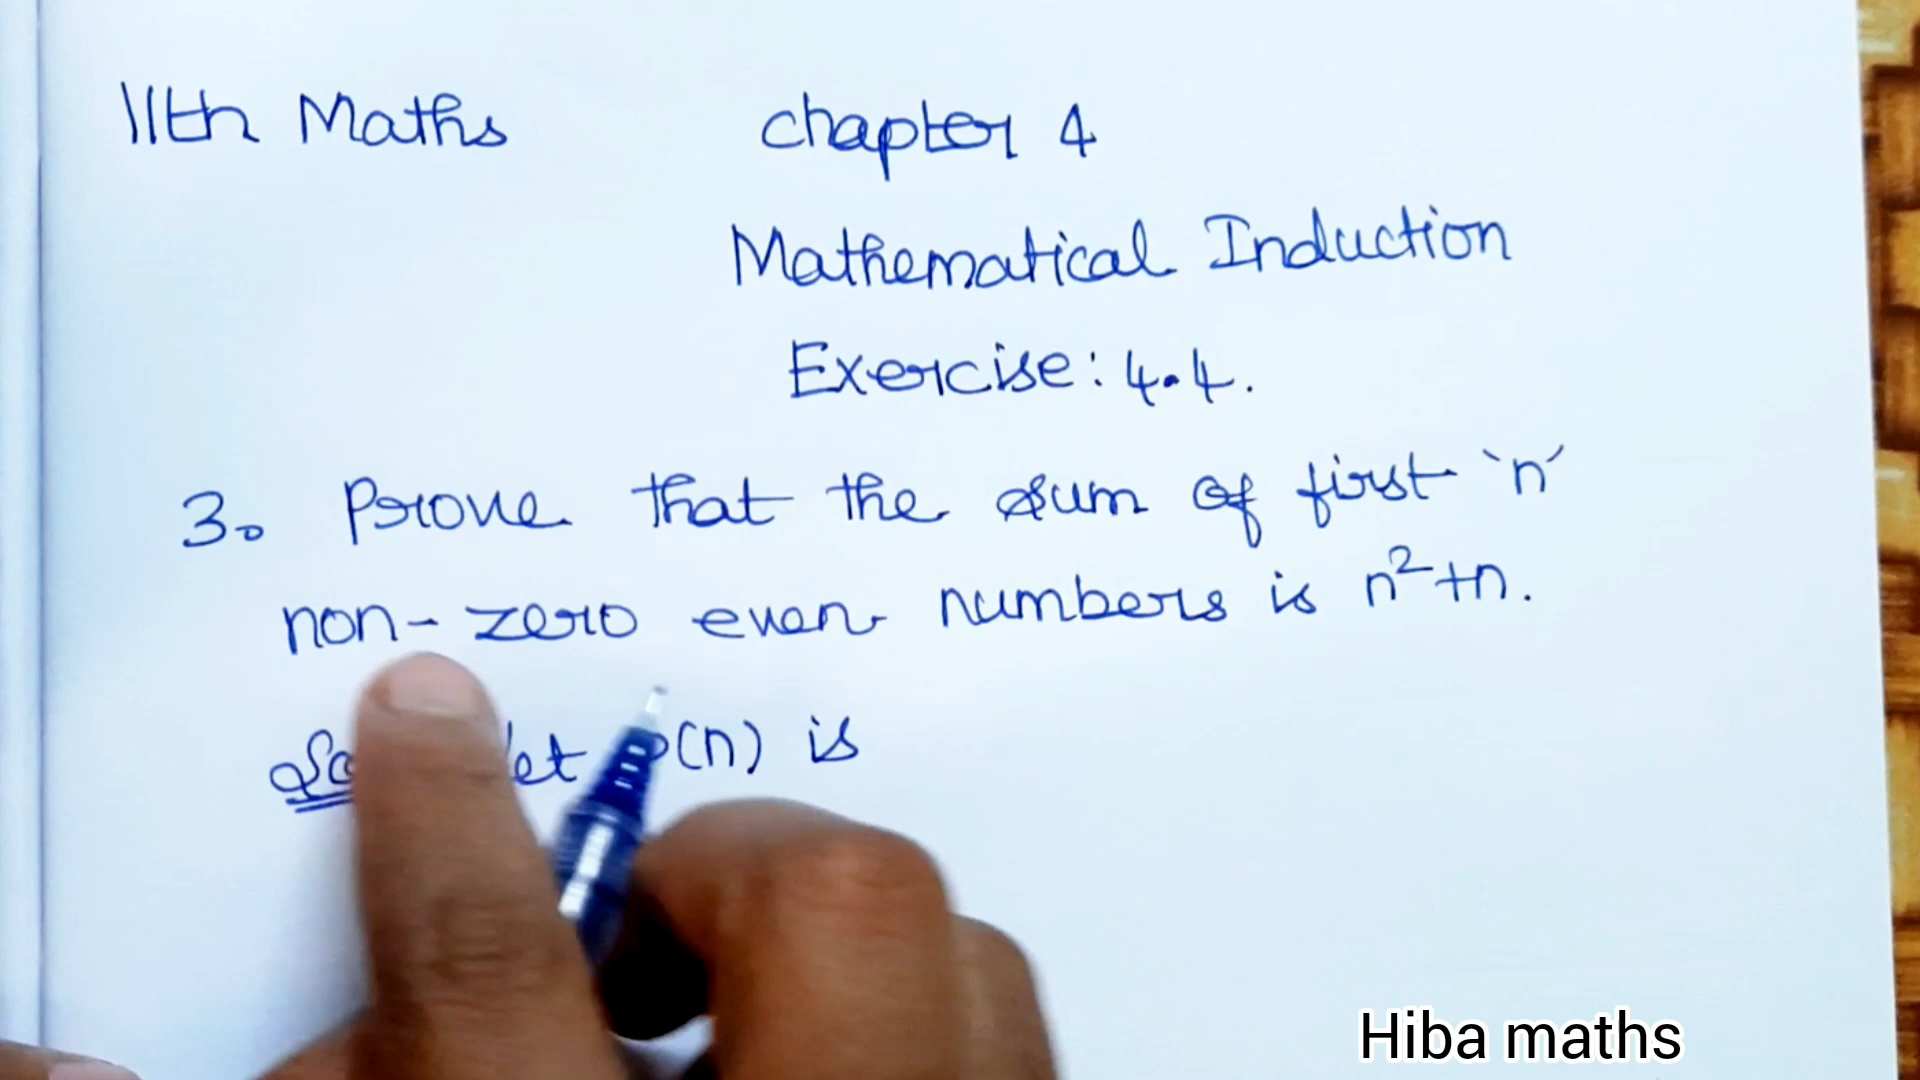 11th Maths chapter 4
Mathematical Induction
Exercise: 4.4.
3. Prove that the sum of first 'n'
non-zero even numbers is n²+n.
let P(n) is
Hiba maths